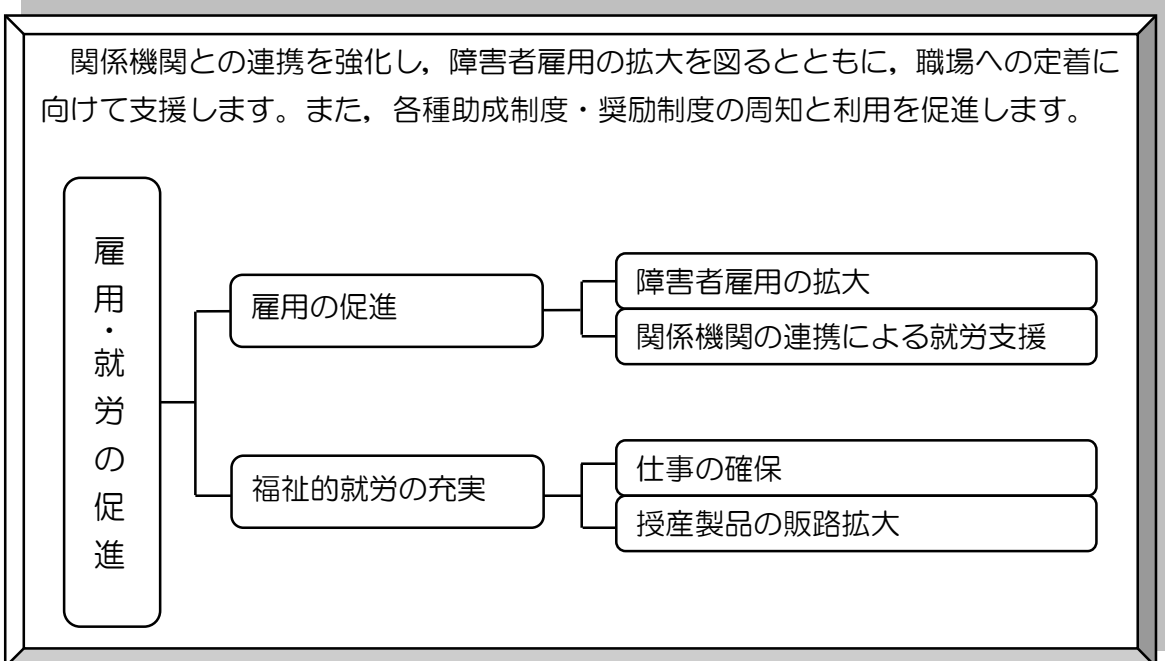 関係機関との連携を強化し，障害者雇用の拡大を図るとともに，職場への定着に
向けて支援します。また，各種助成制度・奨励制度の周知と利用を促進します。
雇用・就労の促進
雇用の促進
障害者雇用の拡大
関係機関の連携による就労支援
福祉的就労の充実
仕事の確保
授産製品の販路拡大